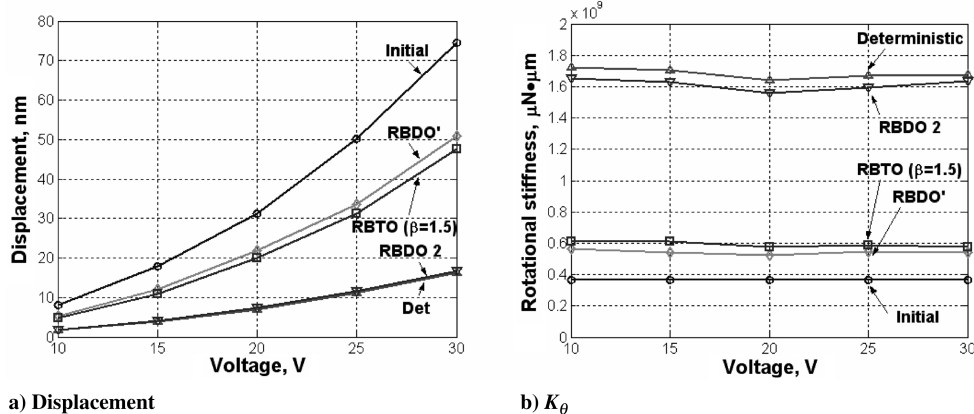 80
70
60
50
40
30
20
10
0
Displacement, nm
Initial
RBDO'
RBTO (β=1.5)
RBDO 2
Det
10 15 20 25 30
Voltage, V
a) Displacement
x 10⁹
2
1.8
1.6
1.4
1.2
1
0.8
0.6
0.4
0.2
0
Rotational stiffness, μN•μm
Deterministic
RBDO 2
RBTO (β=1.5)
RBDO'
Initial
10 15 20 25 30
Voltage, V
b) Kθ